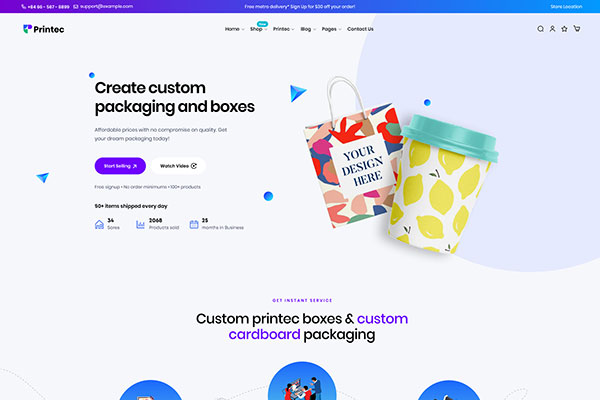 +84 90 - 567 - 8899 support@example.com Free metro delivery* Sign Up for $30 off your order! Store Location
Printec Home Shop New Printec Blog Pages Contact Us
Create custom
packaging and boxes
Affordable prices with no compromise on quality. Get
your dream packaging today!
Start Selling Watch Video
Free signup • No order minimums • 100+ products
50+ items shipped every day
34 2068 25
Sores Products sold months in Business
YOUR
DESIGN
HERE
GET INSTANT SERVICE
Custom printec boxes & custom
cardboard packaging